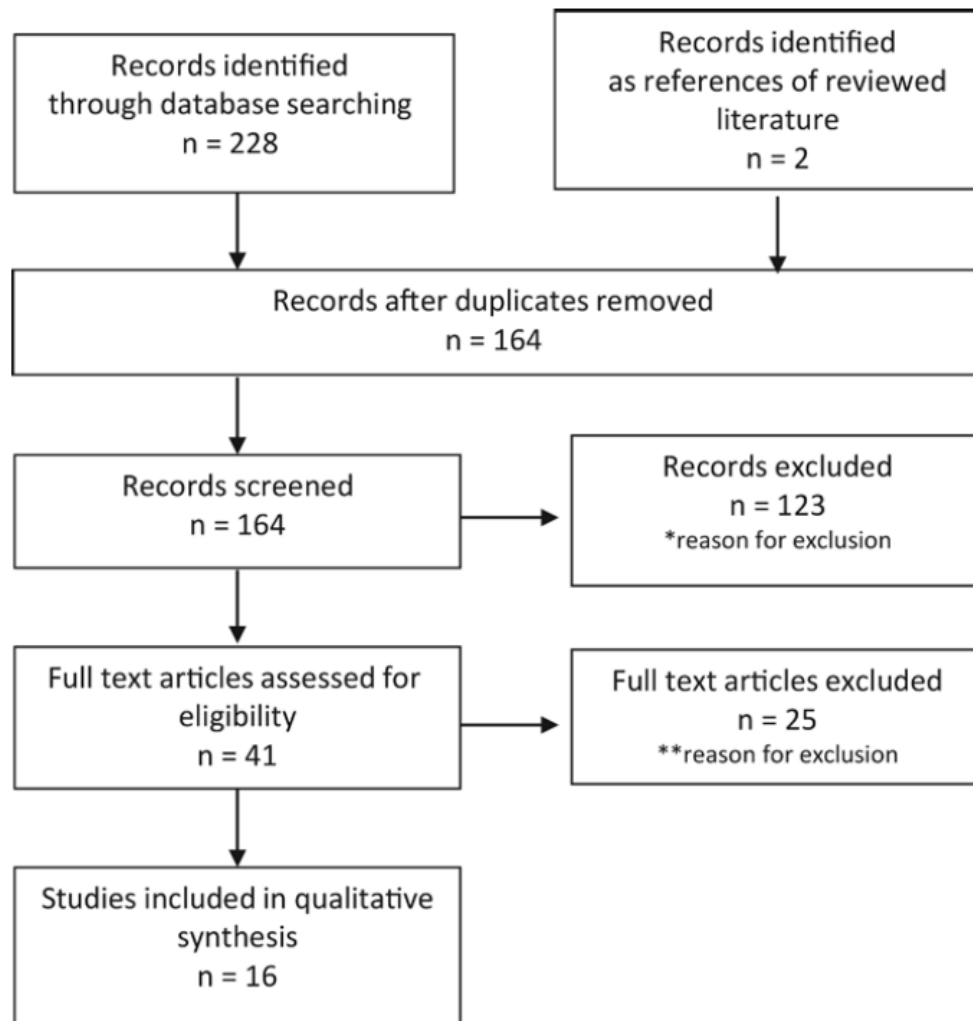 Records identified
through database searching
n = 228
Records identified
as references of reviewed
literature
n = 2
Records after duplicates removed
n = 164
Records screened
n = 164
Records excluded
n = 123
*reason for exclusion
Full text articles assessed for
eligibility
n = 41
Full text articles excluded
n = 25
**reason for exclusion
Studies included in qualitative
synthesis
n = 16